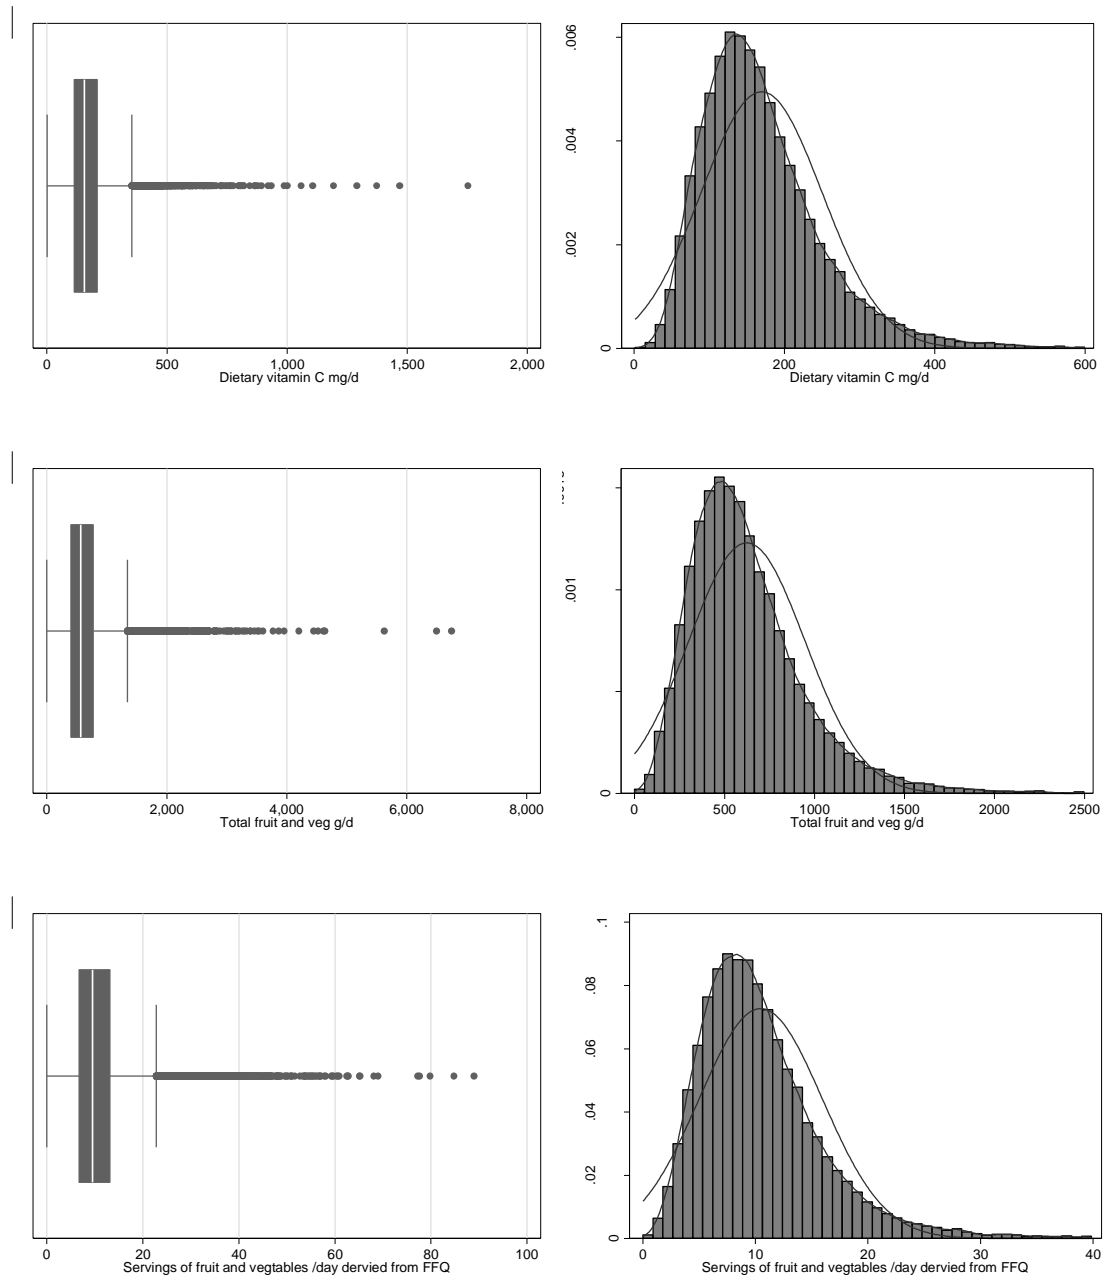 0 500 1,000 1,500 2,000
Dietary vitamin C mg/d
0 .002 .004 .006
0 200 400 600
Dietary vitamin C mg/d
0 2,000 4,000 6,000 8,000
Total fruit and veg g/d
0 .001
0 500 1000 1500 2000 2500
Total fruit and veg g/d
0 20 40 60 80 100
Servings of fruit and vegtables /day dervied from FFQ
0 .02 .04 .06 .08 .1
0 10 20 30 40
Servings of fruit and vegtables /day dervied from FFQ